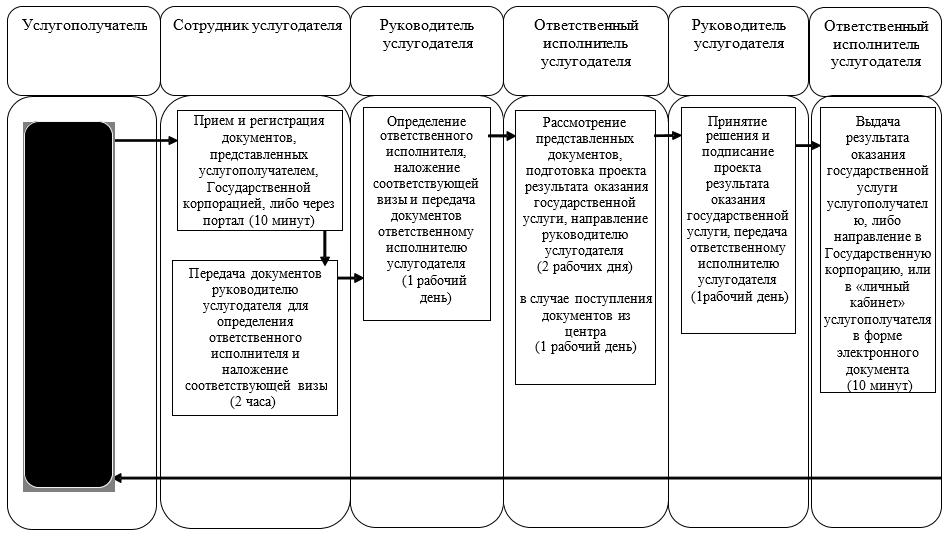 Услугополучатель
Сотрудник услугодателя
Руководитель
услугодателя
Ответственный
исполнитель
услугодателя
Руководитель
услугодателя
Ответственный
исполнитель
услугодателя
Прием и регистрация
документов,
представленных
услугополучателем,
Государственной
корпорацией, либо через
портал (10 минут)
Передача документов
руководителю
услугодателя для
определения
ответственного
исполнителя и
наложение
соответствующей визы
(2 часа)
Определение
ответственного
исполнителя,
наложение
соответствующей
визы и передача
документов
ответственному
исполнителю
услугодателя
(1 рабочий
день)
Рассмотрение
представленных
документов,
подготовка проекта
результата оказания
государственной
услуги, направление
руководителю
услугодателя
(2 рабочих дня)
в случае поступления
документов из
центра
(1 рабочий день)
Принятие
решения и
подписание
проекта
результата
оказания
государственной
услуги, передача
ответственному
исполнителю
услугодателя
(1рабочий день)
Выдача
результата
оказания
государственной
услуги
услугополучател
ю, либо
направление в
Государственную
корпорацию, или
в «личный
кабинет»
услугополучателя
в форме
электронного
документа
(10 минут)